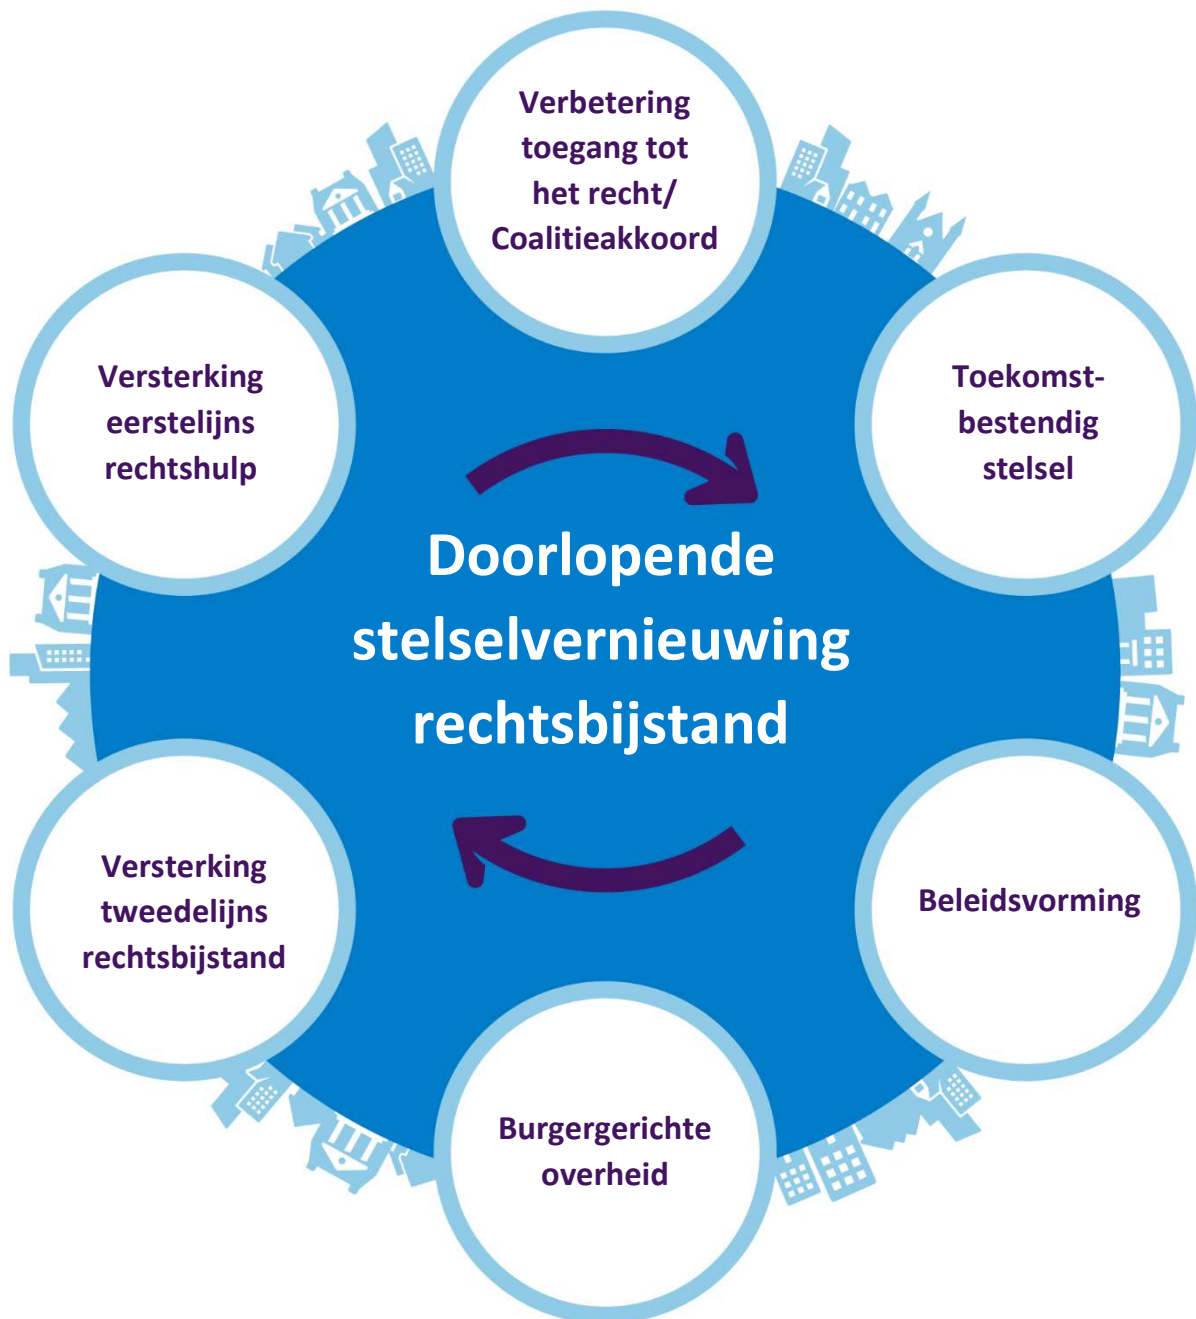 Verbetering
toegang tot
het recht/
Coalitieakkoord
Toekomst-
bestendig
stelsel
Beleidsvorming
Burgergerichte
overheid
Versterking
tweedelijns
rechtsbijstand
Versterking
eerstelijns
rechtshulp
Doorlopende
stelselvernieuwing
rechtsbijstand